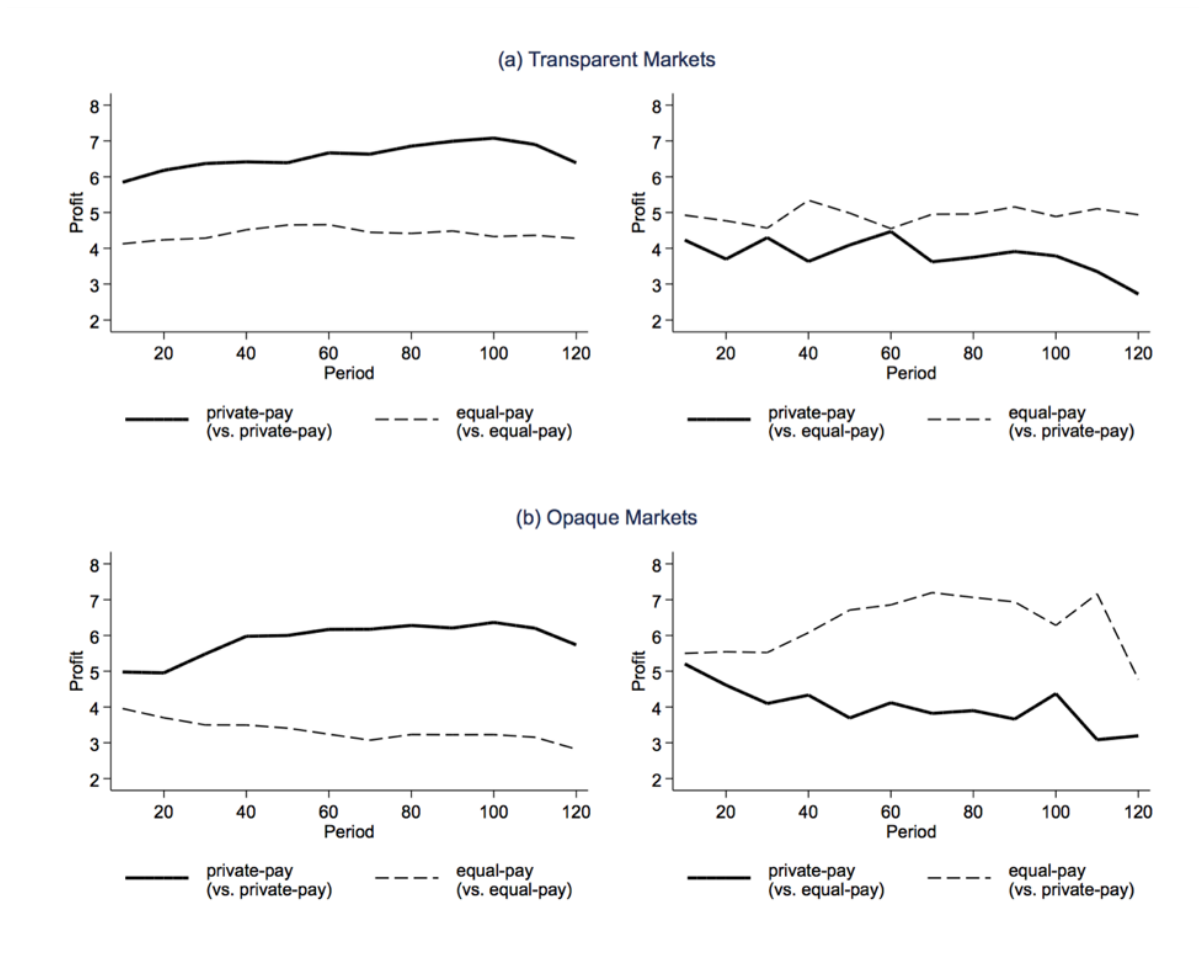 (a) Transparent Markets
8
7
6
5
4
3
2
Profit
20 40 60 80 100 120
Period
private-pay
(vs. private-pay)
equal-pay
(vs. equal-pay)
8
7
6
5
4
3
2
Profit
20 40 60 80 100 120
Period
private-pay
(vs. equal-pay)
equal-pay
(vs. private-pay)
(b) Opaque Markets
8
7
6
5
4
3
2
Profit
20 40 60 80 100 120
Period
private-pay
(vs. private-pay)
equal-pay
(vs. equal-pay)
8
7
6
5
4
3
2
Profit
20 40 60 80 100 120
Period
private-pay
(vs. equal-pay)
equal-pay
(vs. private-pay)